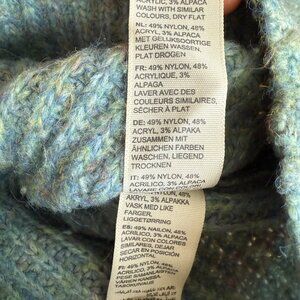 ACRYLIC, 3% ALPACA
WASH WITH SIMILAR
COLOURS, DRY FLAT
NL: 49% NYLON, 48%
ACRYL, 3% ALPACA
MET GELIJKSOORTIGE
KLEUREN WASSEN,
PLAT DROGEN
FR: 49% NYLON, 48%
ACRYLIQUE, 3%
ALPAGA
LAVER AVEC DES
COULEURS SIMILAIRES,
SÉCHER À PLAT
DE: 49% NYLON, 48%
ACRYL, 3% ALPAKA
ZUSAMMEN MIT
ÄHNLICHEN FARBEN
WASCHEN, LIEGEND
TROCKNEN
IT: 49% NYLON, 48%
ACRILICO, 3% ALPACA
LAVARE CON COLORI
AKRYL, 3% ALPAKKA
VASK MED LIKE
FARGER,
LIGGETØRRING
ES: 49% NAILON, 48%
ACRÍLICO, 3% ALPACA
LAVAR CON COLORES
SIMILARES, DEJAR
SECAR EN POSICIÓN
HORIZONTAL